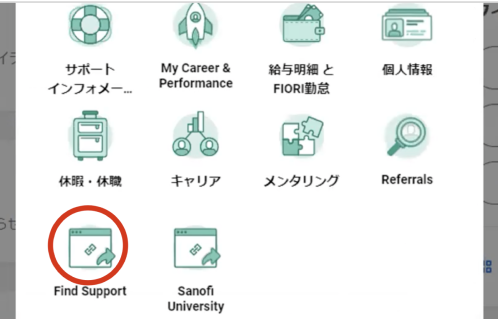 サポート
インフォメー...
My Career &
Performance
給与明細 と
FIORI勤怠
個人情報
休暇・休職
キャリア
メンタリング
Referrals
Find Support
Sanofi
University